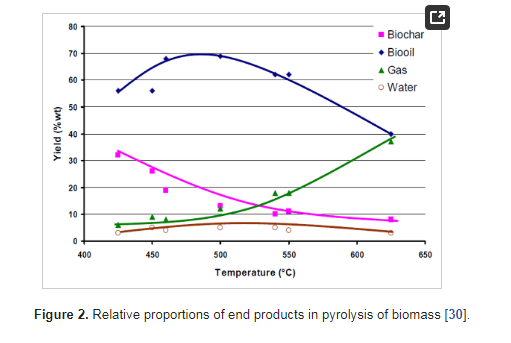 80
70
60
50
40
30
20
10
0
Yield (%wt)
400 450 500 550 600 650
Temperature (°C)
Biochar
Biooil
Gas
Water
Figure 2. Relative proportions of end products in pyrolysis of biomass [30].